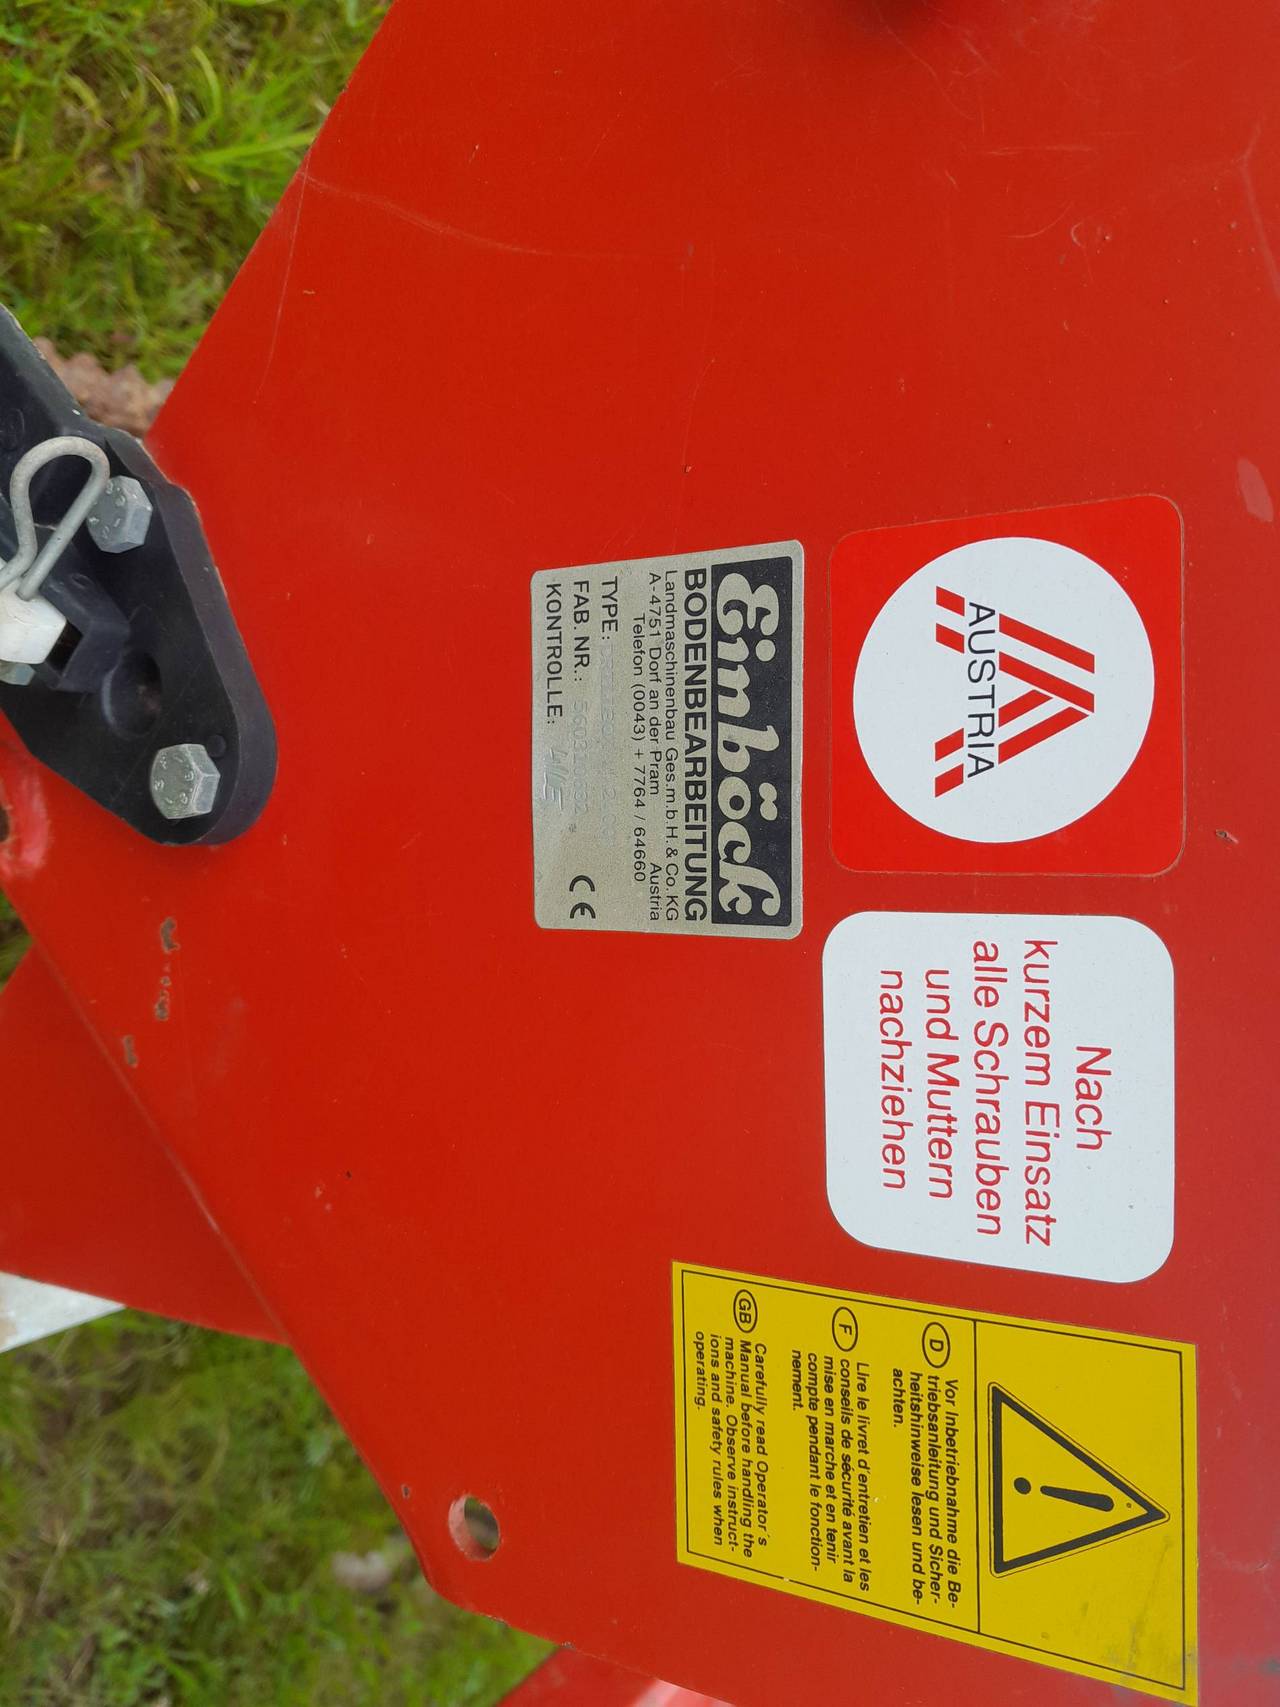 AUSTRIA
Einböck
BODENBEARBEITUNG
Landmaschinenbau Ges.m.b.H. & Co. KG
A-4751 Dorf an der Pram Austria
Telefon (0043) + 7764 / 64660
TYPE:
FAB. NR.:
KONTROLLE:
CE
Nach
kurzem Einsatz
alle Schrauben
und Muttern
nachziehen
D Vor Inbetriebnahme die Be-
triebsanleitung und Sicher-
heitshinweise lesen und be-
achten.
F Lire le livret d'entretien et les
conseils de sécurité avant la
mise en marche et en tenir
compte pendant le fonction-
nement.
GB Carefully read Operator's
Manual before handling the
machine. Observe instruct-
ions and safety rules when
operating.